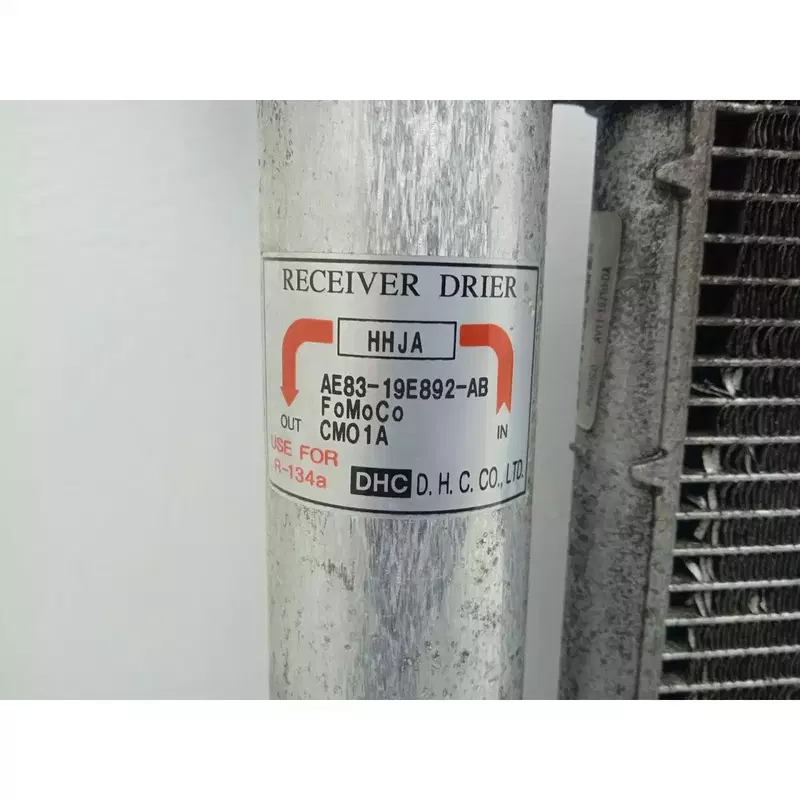 RECEIVER DRIER
HHJA
AE83-19E892-AB
FoMoCo
CM01A
OUT
IN
USE FOR
R-134a
DHC D.H.C.CO.,LTD.